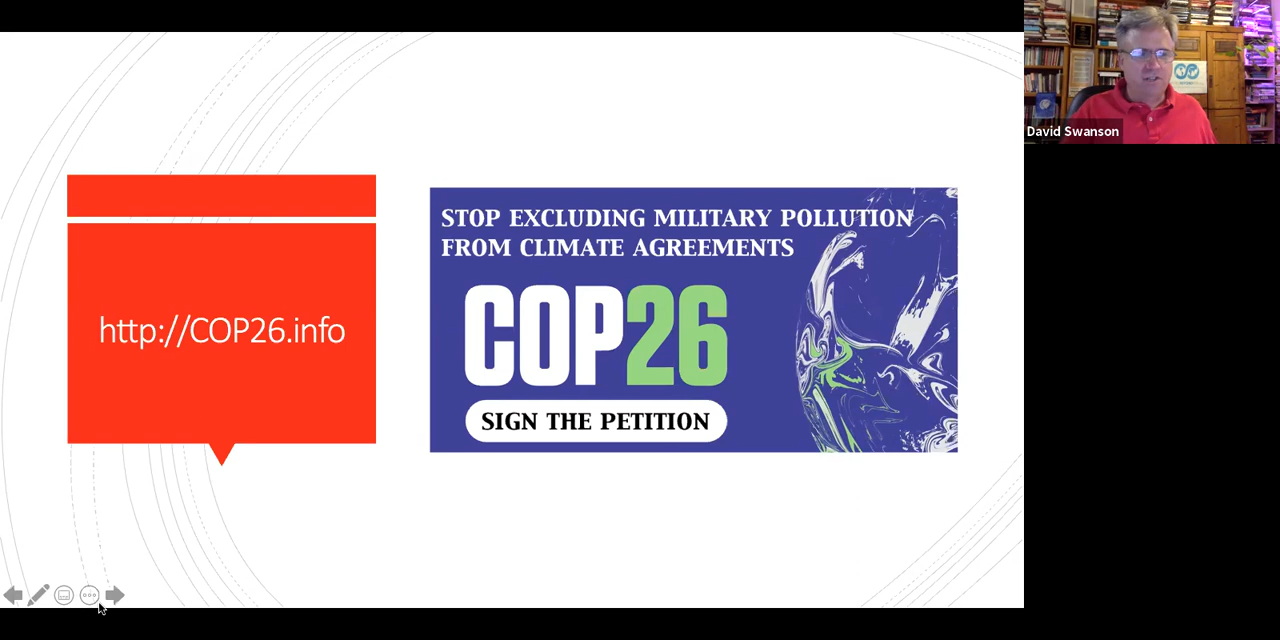 http://COP26.info
STOP EXCLUDING MILITARY POLLUTION
FROM CLIMATE AGREEMENTS
COP26
SIGN THE PETITION
David Swanson